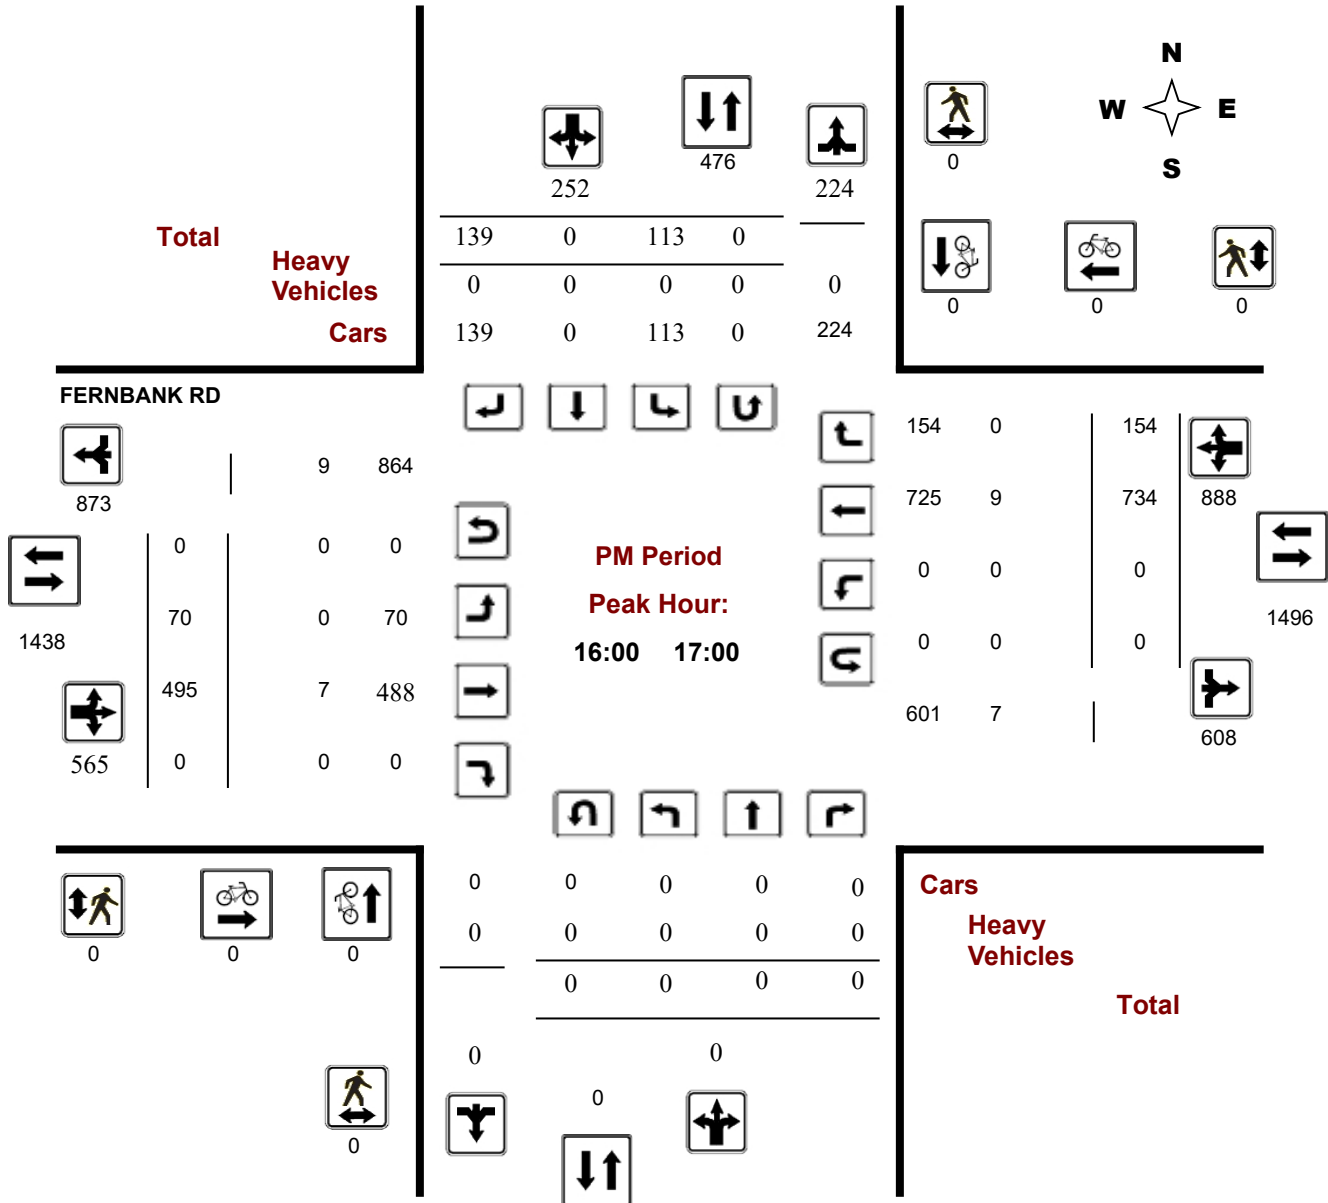 N
W E
S
476
0
252 224
Total 139 0 113 0
Heavy
Vehicles 0 0 0 0 0
0 0 0
Cars 139 0 113 0 224
FERNBANK RD
154 0 154
9 864
873 725 9 734 888
0 0 0
PM Period
0 0 0
Peak Hour:
70 0 70
1438 1496
16:00 17:00 0 0 0
495 7 488
601 7
565 0 0 0 608
0 0 0 0 0
Cars
0 0 0 0 0
Heavy
Vehicles
0 0 0
0 0 0 0
Total
0 0
0
0